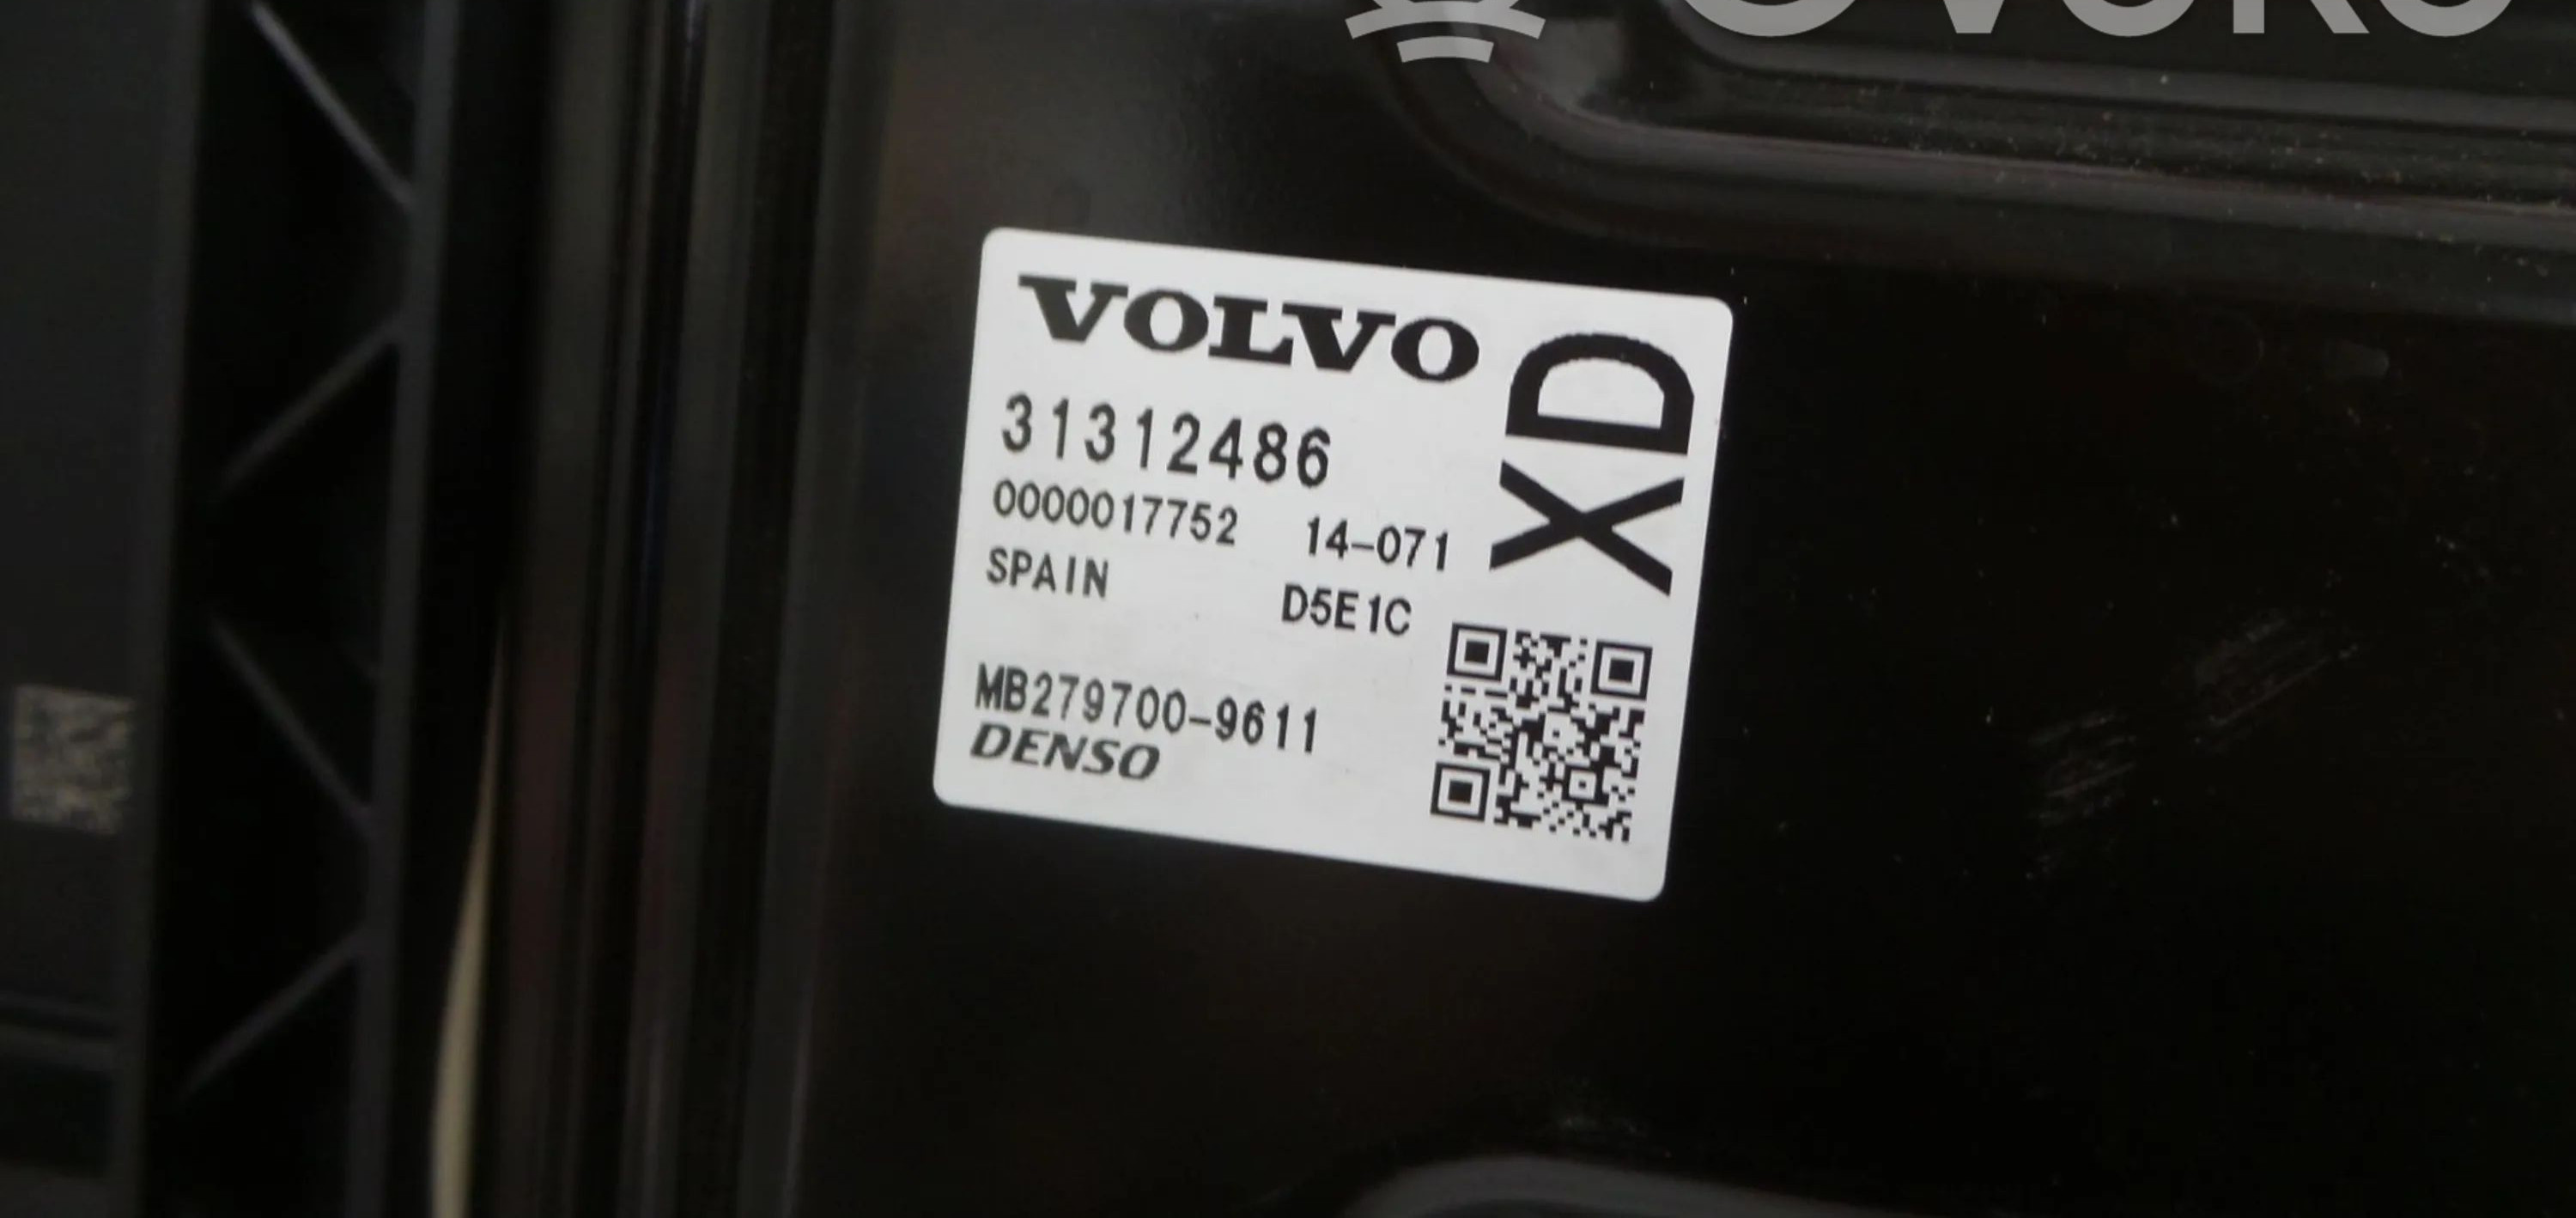 VOLVO
XD
31312486
0000017752 14-071
SPAIN D5E1C
MB279700-9611
DENSO